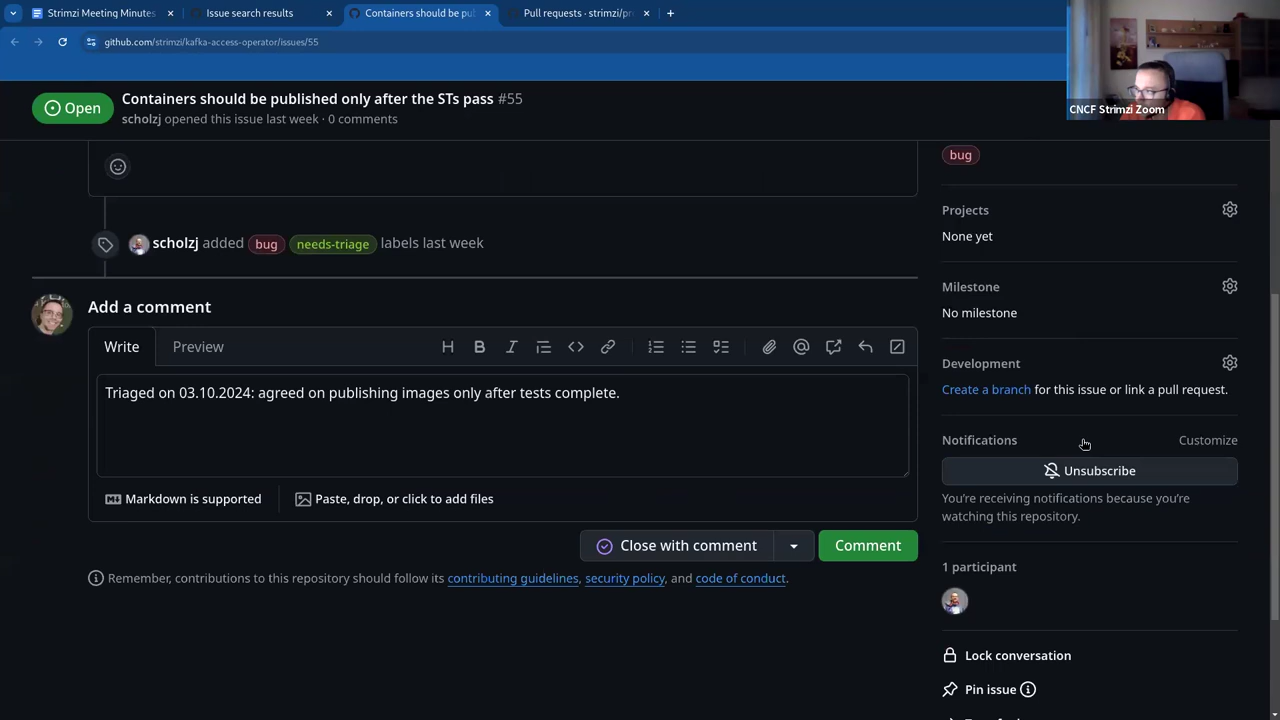 Strimzi Meeting Minutes
Issue search results
Containers should be pu
Pull requests · strimzi/pr
github.com/strimzi/kafka-access-operator/issues/55
CNCF Strimzi Zoom
Open
Containers should be published only after the STs pass #55
scholzj opened this issue last week · 0 comments
bug
scholzj added bug needs-triage labels last week
Projects
None yet
Milestone
No milestone
Development
Create a branch for this issue or link a pull request.
Notifications
Customize
Unsubscribe
You're receiving notifications because you're
watching this repository.
1 participant
Lock conversation
Pin issue
Add a comment
Write
Preview
Triaged on 03.10.2024: agreed on publishing images only after tests complete.
Markdown is supported
Paste, drop, or click to add files
Close with comment
Comment
Remember, contributions to this repository should follow its contributing guidelines, security policy, and code of conduct.